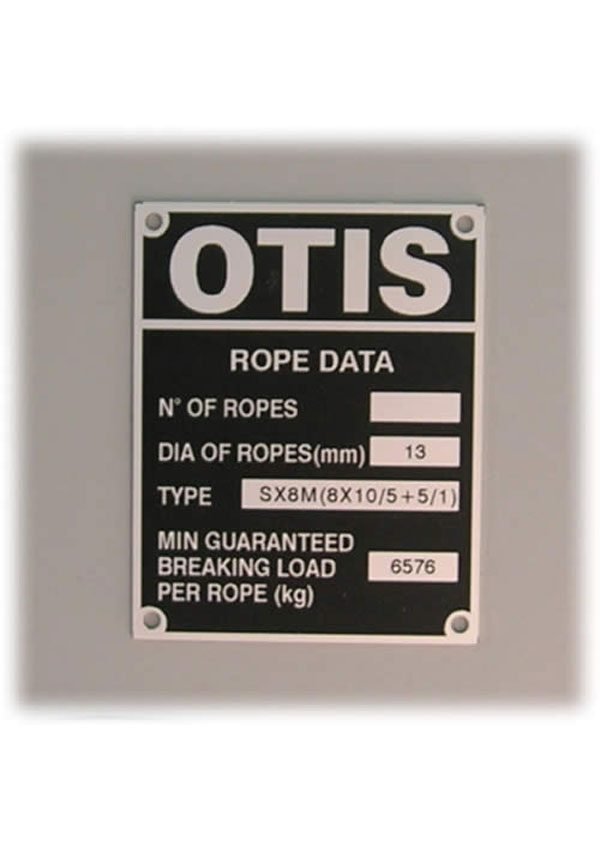 OTIS
ROPE DATA
N° OF ROPES
DIA OF ROPES(mm) 13
TYPE SX8M(8X10/5+5/1)
MIN GUARANTEED
BREAKING LOAD 6576
PER ROPE (kg)